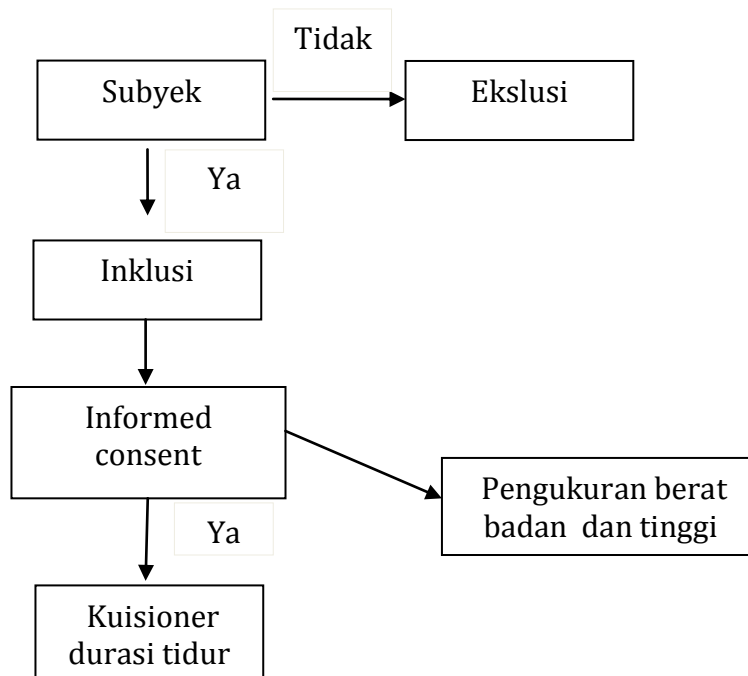 Tidak
Subyek
Ekslusi
Ya
Inklusi
Informed
consent
Pengukuran berat
badan dan tinggi
Ya
Kuisioner
durasi tidur